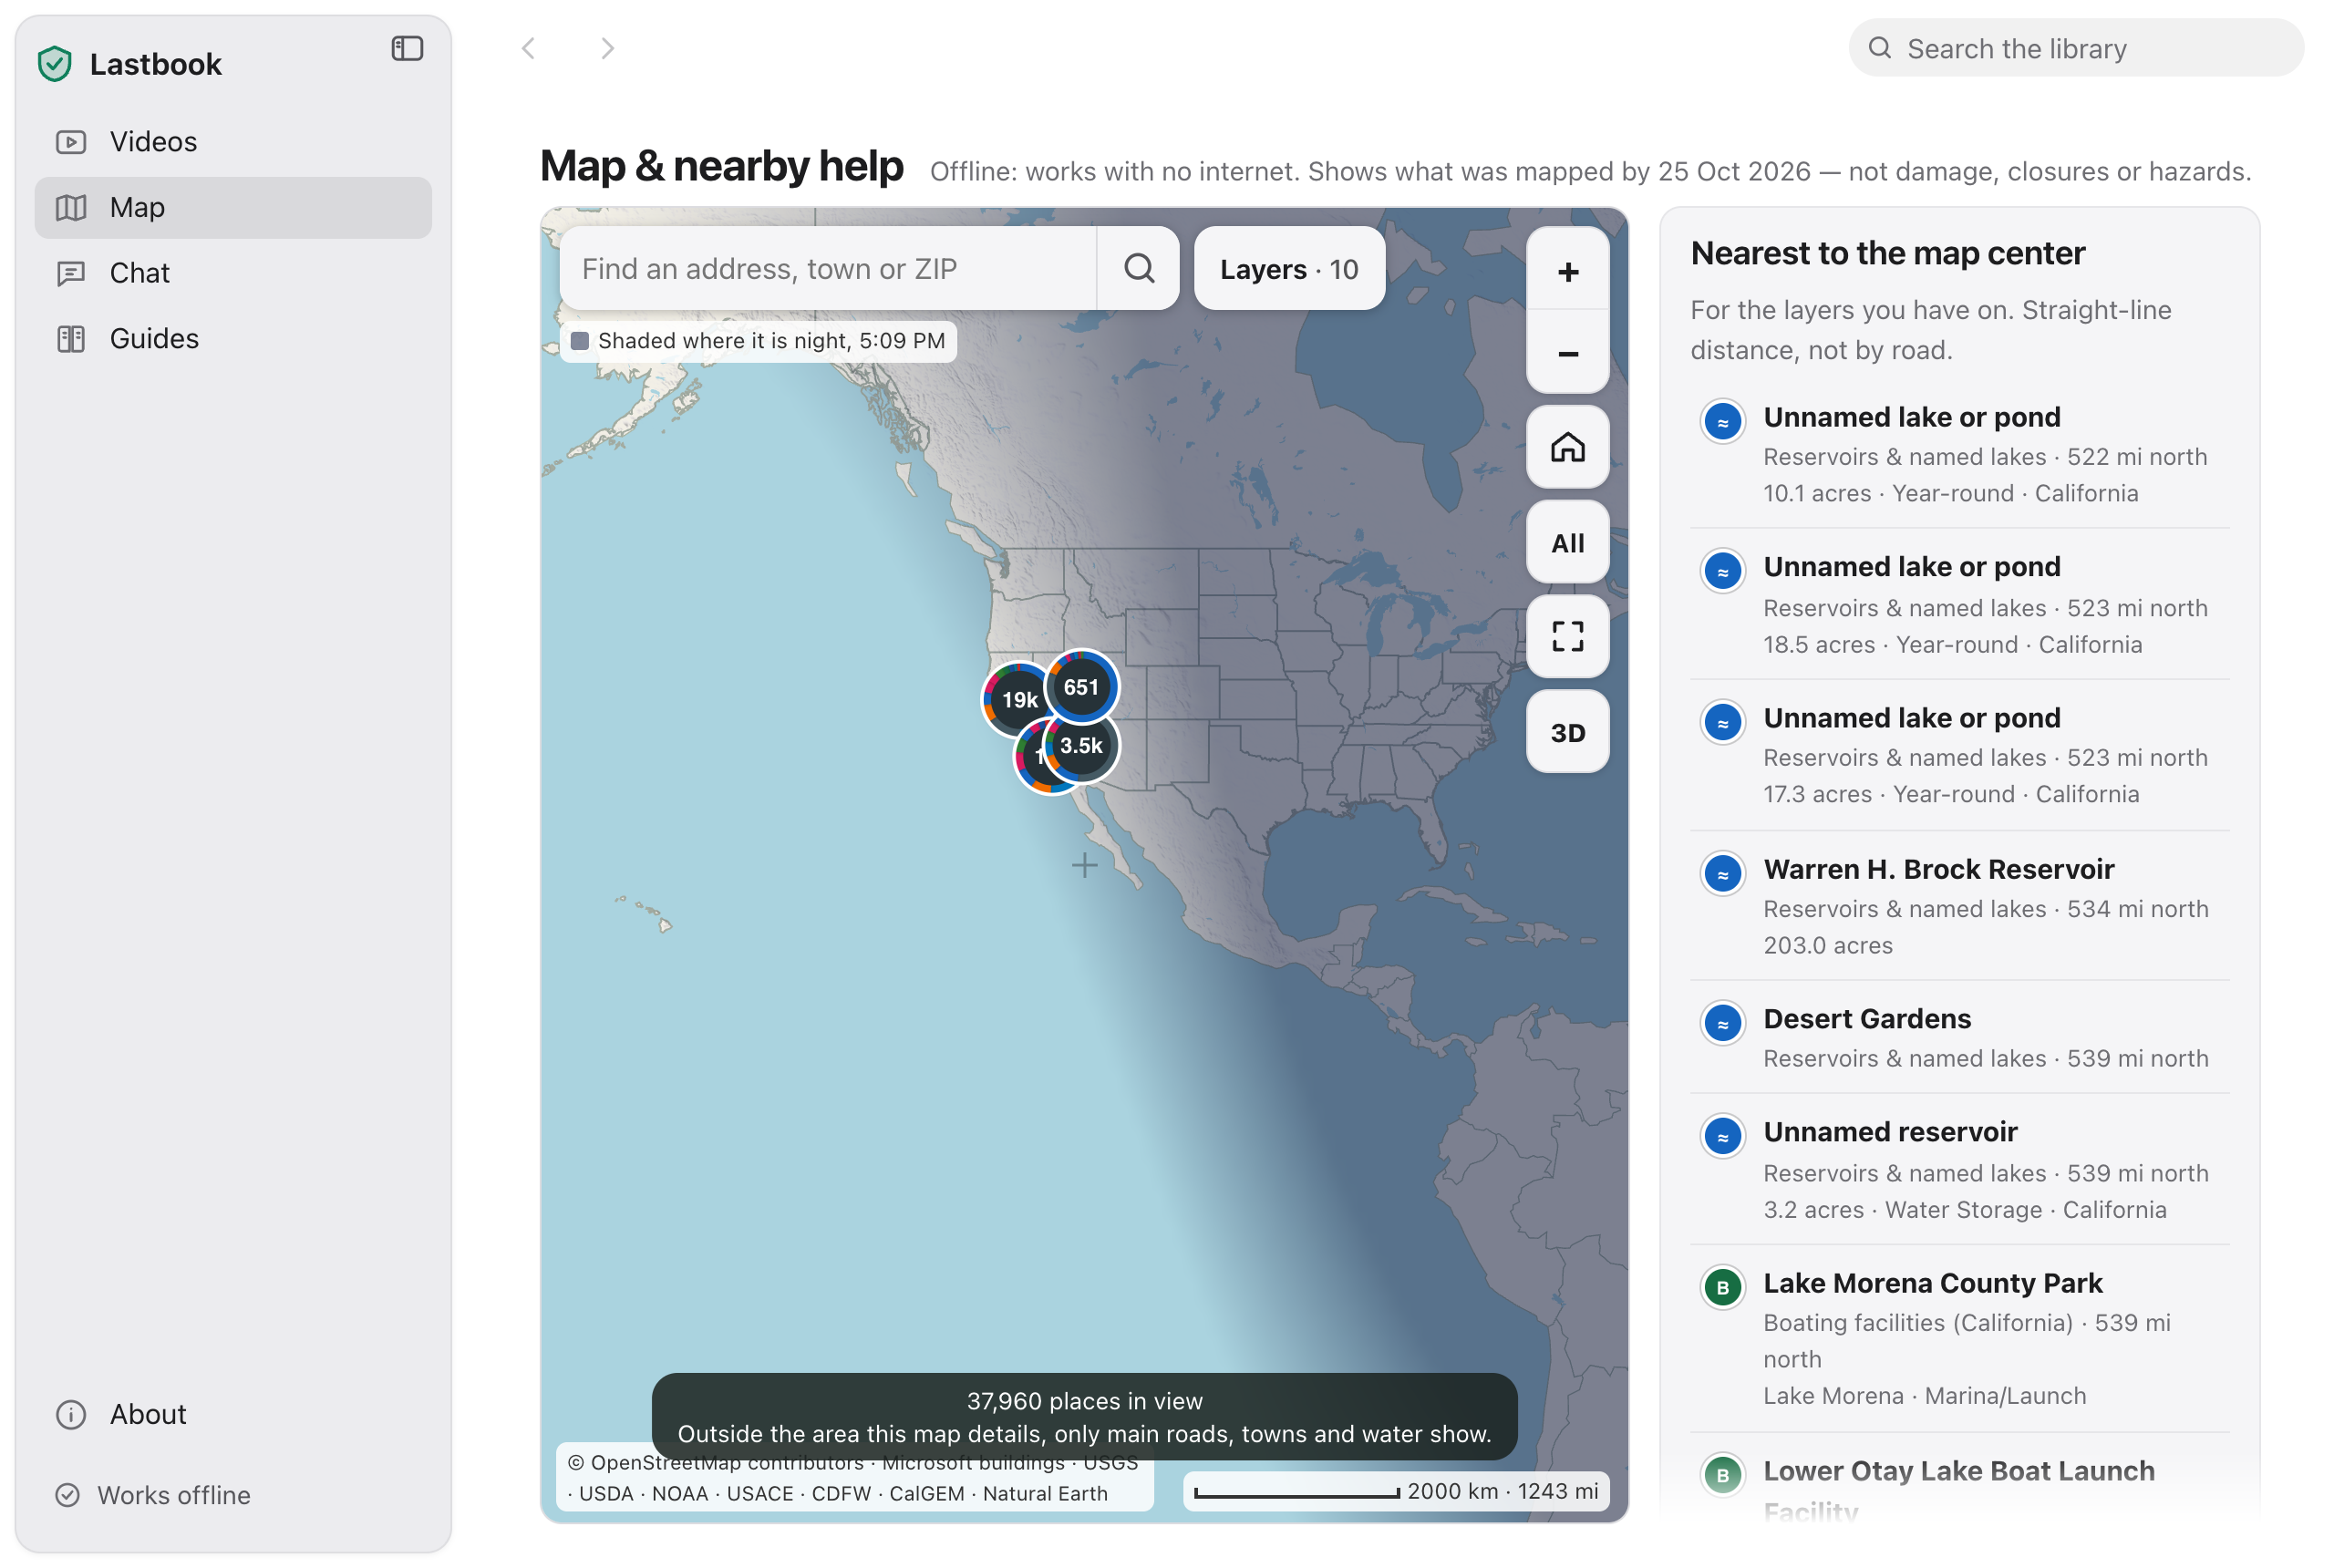 Lastbook
Videos
Map
Chat
Guides
About
Works offline
Search the library
Map & nearby help
Offline: works with no internet. Shows what was mapped by 25 Oct 2026 — not damage, closures or hazards.
Find an address, town or ZIP
Layers · 10
Shaded where it is night, 5:09 PM
+
−
All
3D
19k
651
3.5k
37,960 places in view
Outside the area this map details, only main roads, towns and water show.
© OpenStreetMap contributors · Microsoft buildings · USGS
· USDA · NOAA · USACE · CDFW · CalGEM · Natural Earth
2000 km · 1243 mi
Nearest to the map center
For the layers you have on. Straight-line
distance, not by road.
Unnamed lake or pond
Reservoirs & named lakes · 522 mi north
10.1 acres · Year-round · California
Unnamed lake or pond
Reservoirs & named lakes · 523 mi north
18.5 acres · Year-round · California
Unnamed lake or pond
Reservoirs & named lakes · 523 mi north
17.3 acres · Year-round · California
Warren H. Brock Reservoir
Reservoirs & named lakes · 534 mi north
203.0 acres
Desert Gardens
Reservoirs & named lakes · 539 mi north
Unnamed reservoir
Reservoirs & named lakes · 539 mi north
3.2 acres · Water Storage · California
B
Lake Morena County Park
Boating facilities (California) · 539 mi
north
Lake Morena · Marina/Launch
B
Lower Otay Lake Boat Launch
Facility